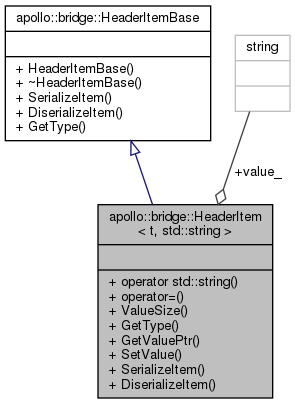 apollo::bridge::HeaderItemBase
+ HeaderItemBase()
+ ~HeaderItemBase()
+ SerializeItem()
+ DiserializeItem()
+ GetType()
string
+value_
apollo::bridge::HeaderItem
< t, std::string >
+ operator std::string()
+ operator=()
+ ValueSize()
+ GetType()
+ GetValuePtr()
+ SetValue()
+ SerializeItem()
+ DiserializeItem()